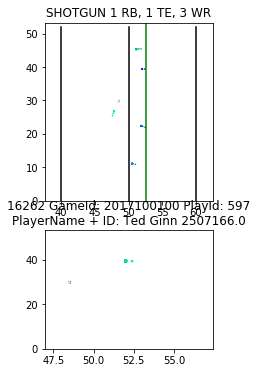 SHOTGUN 1 RB, 1 TE, 3 WR
50
40
30
20
10
0
40 45 50 55 60
16262 GameId: 2017100100 PlayId: 597
PlayerName + ID: Ted Ginn 2507166.0
40
20
0
47.5 50.0 52.5 55.0